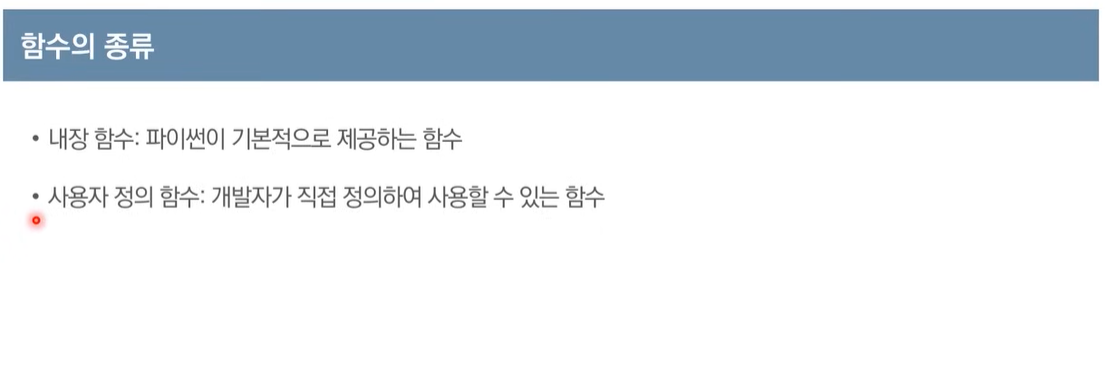 함수의 종류
• 내장 함수: 파이썬이 기본적으로 제공하는 함수
• 사용자 정의 함수: 개발자가 직접 정의하여 사용할 수 있는 함수